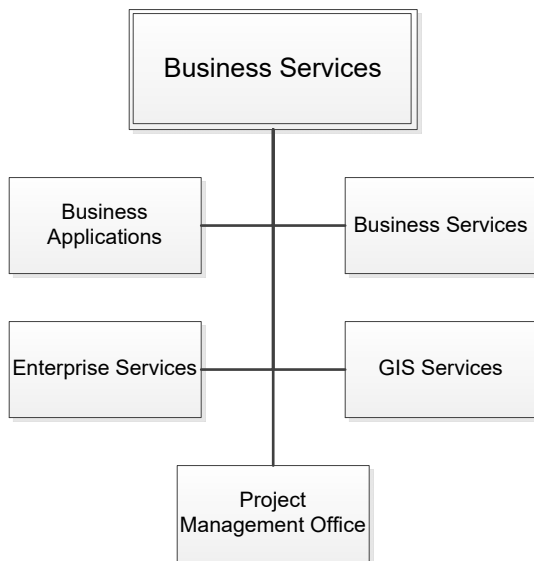 Business Services
Business
Applications
Business Services
Enterprise Services
GIS Services
Project
Management Office